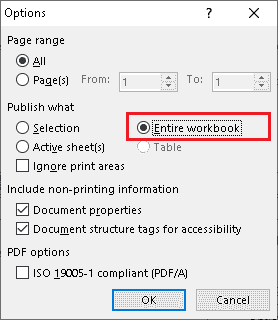 Options
Page range
All
Page(s) From: 1 To: 1
Publish what
Selection Entire workbook
Active sheet(s) Table
Ignore print areas
Include non-printing information
Document properties
Document structure tags for accessibility
PDF options
ISO 19005-1 compliant (PDF/A)
OK Cancel